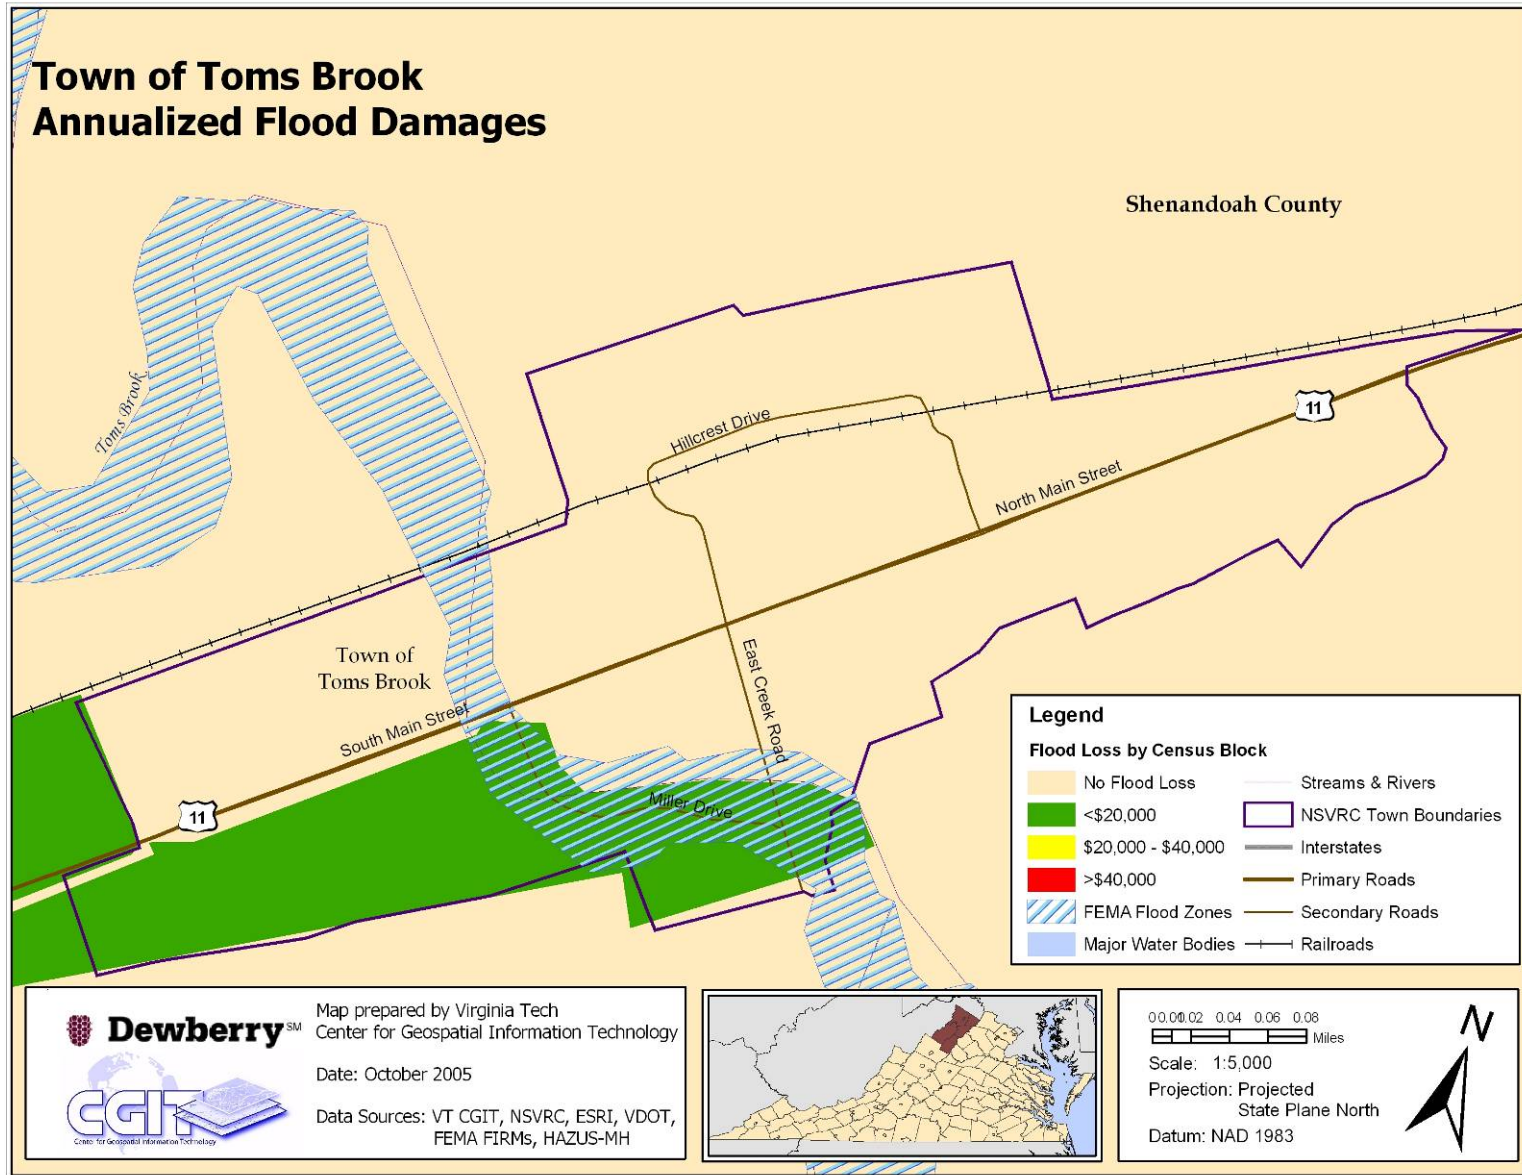 Town of Toms Brook
Annualized Flood Damages
Shenandoah County
Toms Brook
Hillcrest Drive
11
North Main Street
Town of
Toms Brook
East Creek Road
South Main Street
Miller Drive
11
Legend
Flood Loss by Census Block
No Flood Loss
<$20,000
$20,000 - $40,000
>$40,000
FEMA Flood Zones
Major Water Bodies
Streams & Rivers
NSVRC Town Boundaries
Interstates
Primary Roads
Secondary Roads
Railroads
Dewberry SM
CGIT
Center for Geospatial Information Technology
Map prepared by Virginia Tech
Center for Geospatial Information Technology
Date: October 2005
Data Sources: VT CGIT, NSVRC, ESRI, VDOT,
FEMA FIRMs, HAZUS-MH
0 0.01 0.02 0.04 0.06 0.08
Miles
Scale: 1:5,000
Projection: Projected
State Plane North
Datum: NAD 1983
N